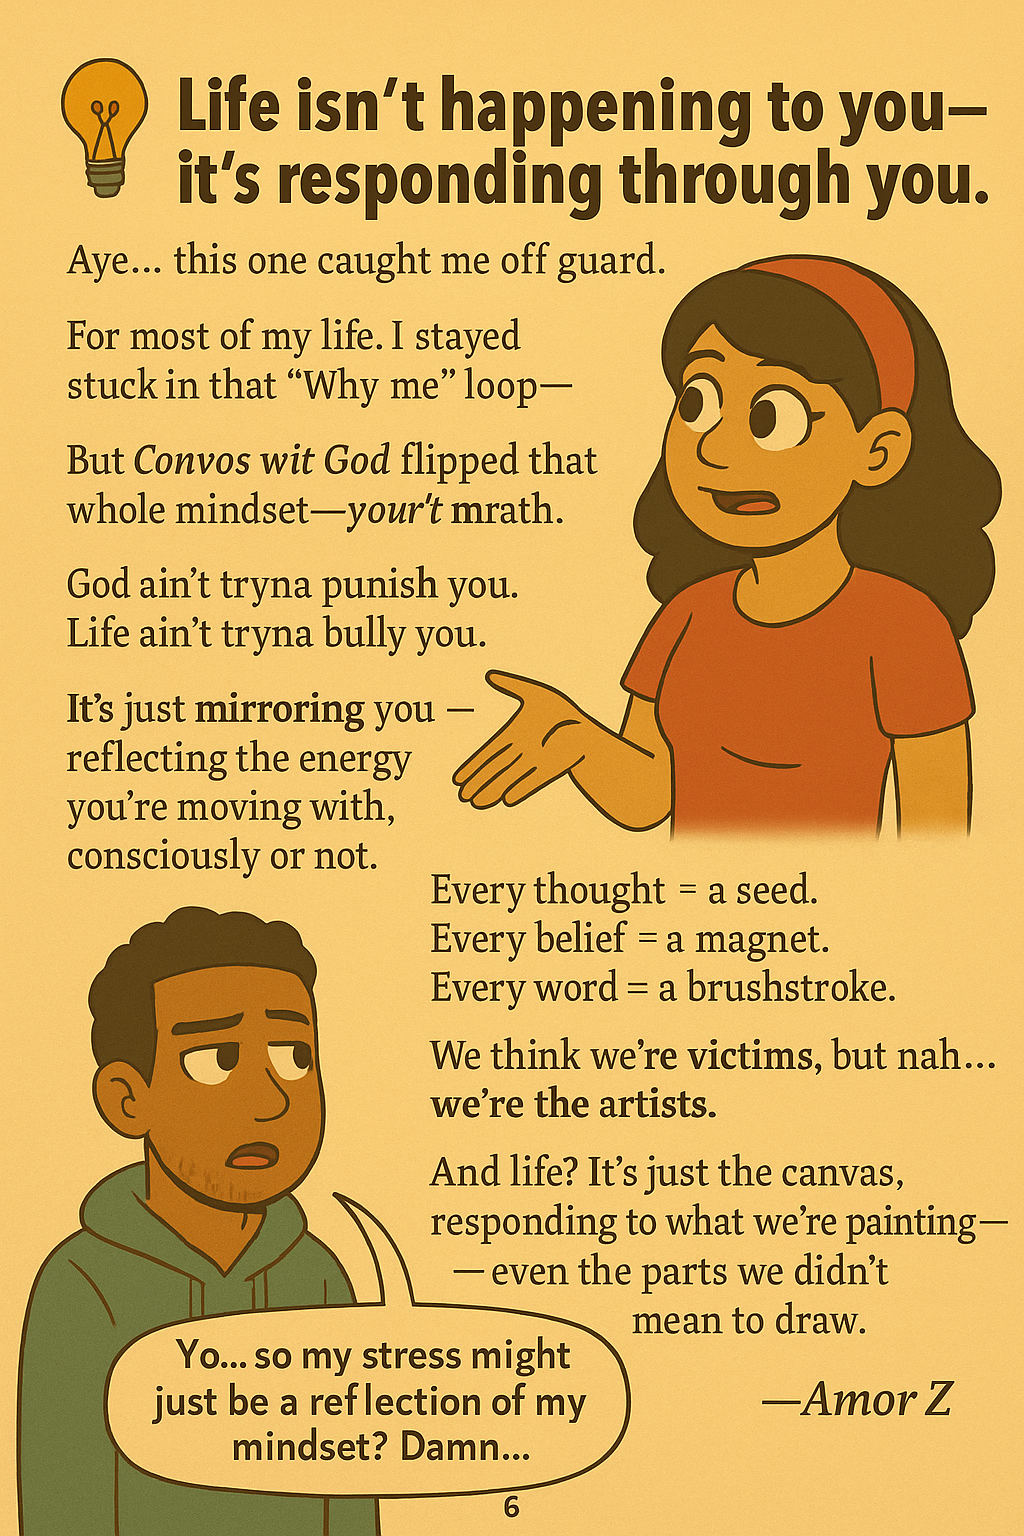 Life isn't happening to you—
it's responding through you.
Aye... this one caught me off guard.
For most of my life. I stayed
stuck in that “Why me” loop—
But Convos wit God flipped that
whole mindset—your't mrath.
God ain't tryna punish you.
Life ain't tryna bully you.
It's just mirroring you —
reflecting the energy
you're moving with,
consciously or not.
Every thought = a seed.
Every belief = a magnet.
Every word = a brushstroke.
We think we're victims, but nah...
we're the artists.
And life? It's just the canvas,
responding to what we're painting—
—even the parts we didn't
mean to draw.
—Amor Z
Yo... so my stress might
just be a reflection of my
mindset? Damn...
6